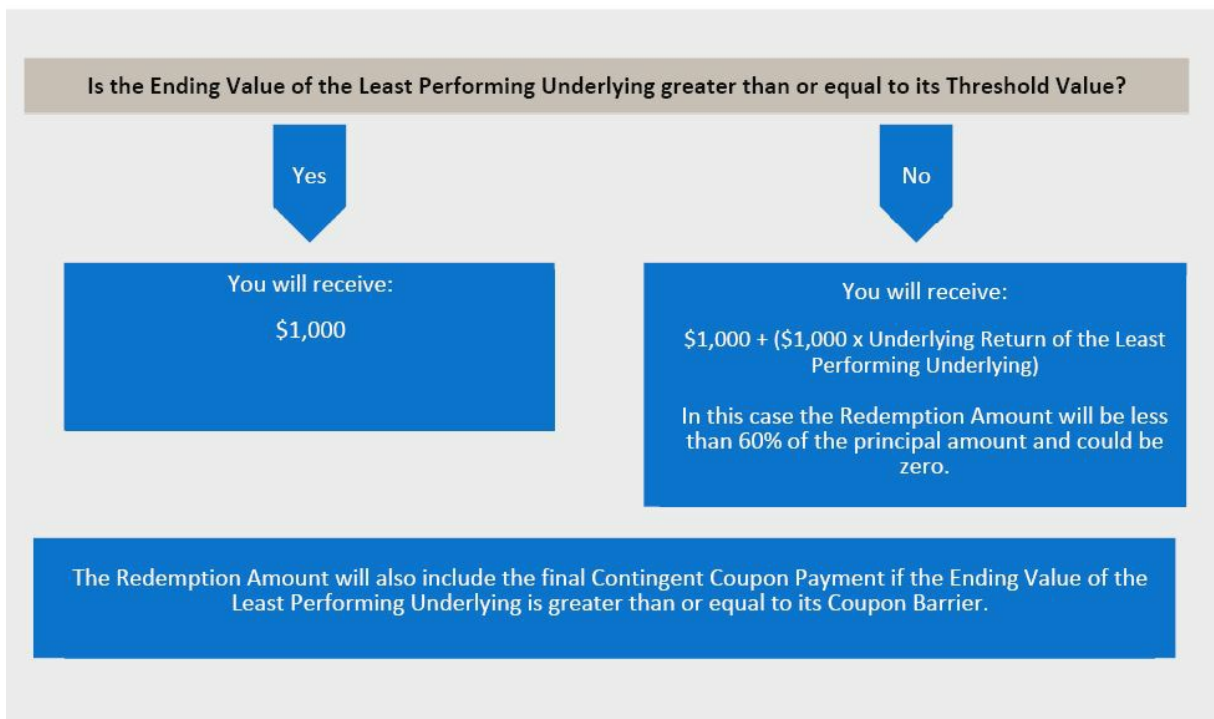 Is the Ending Value of the Least Performing Underlying greater than or equal to its Threshold Value?
Yes
No
You will receive:
$1,000
You will receive:
$1,000 + ($1,000 x Underlying Return of the Least
Performing Underlying)
In this case the Redemption Amount will be less
than 60% of the principal amount and could be
zero.
The Redemption Amount will also include the final Contingent Coupon Payment if the Ending Value of the
Least Performing Underlying is greater than or equal to its Coupon Barrier.